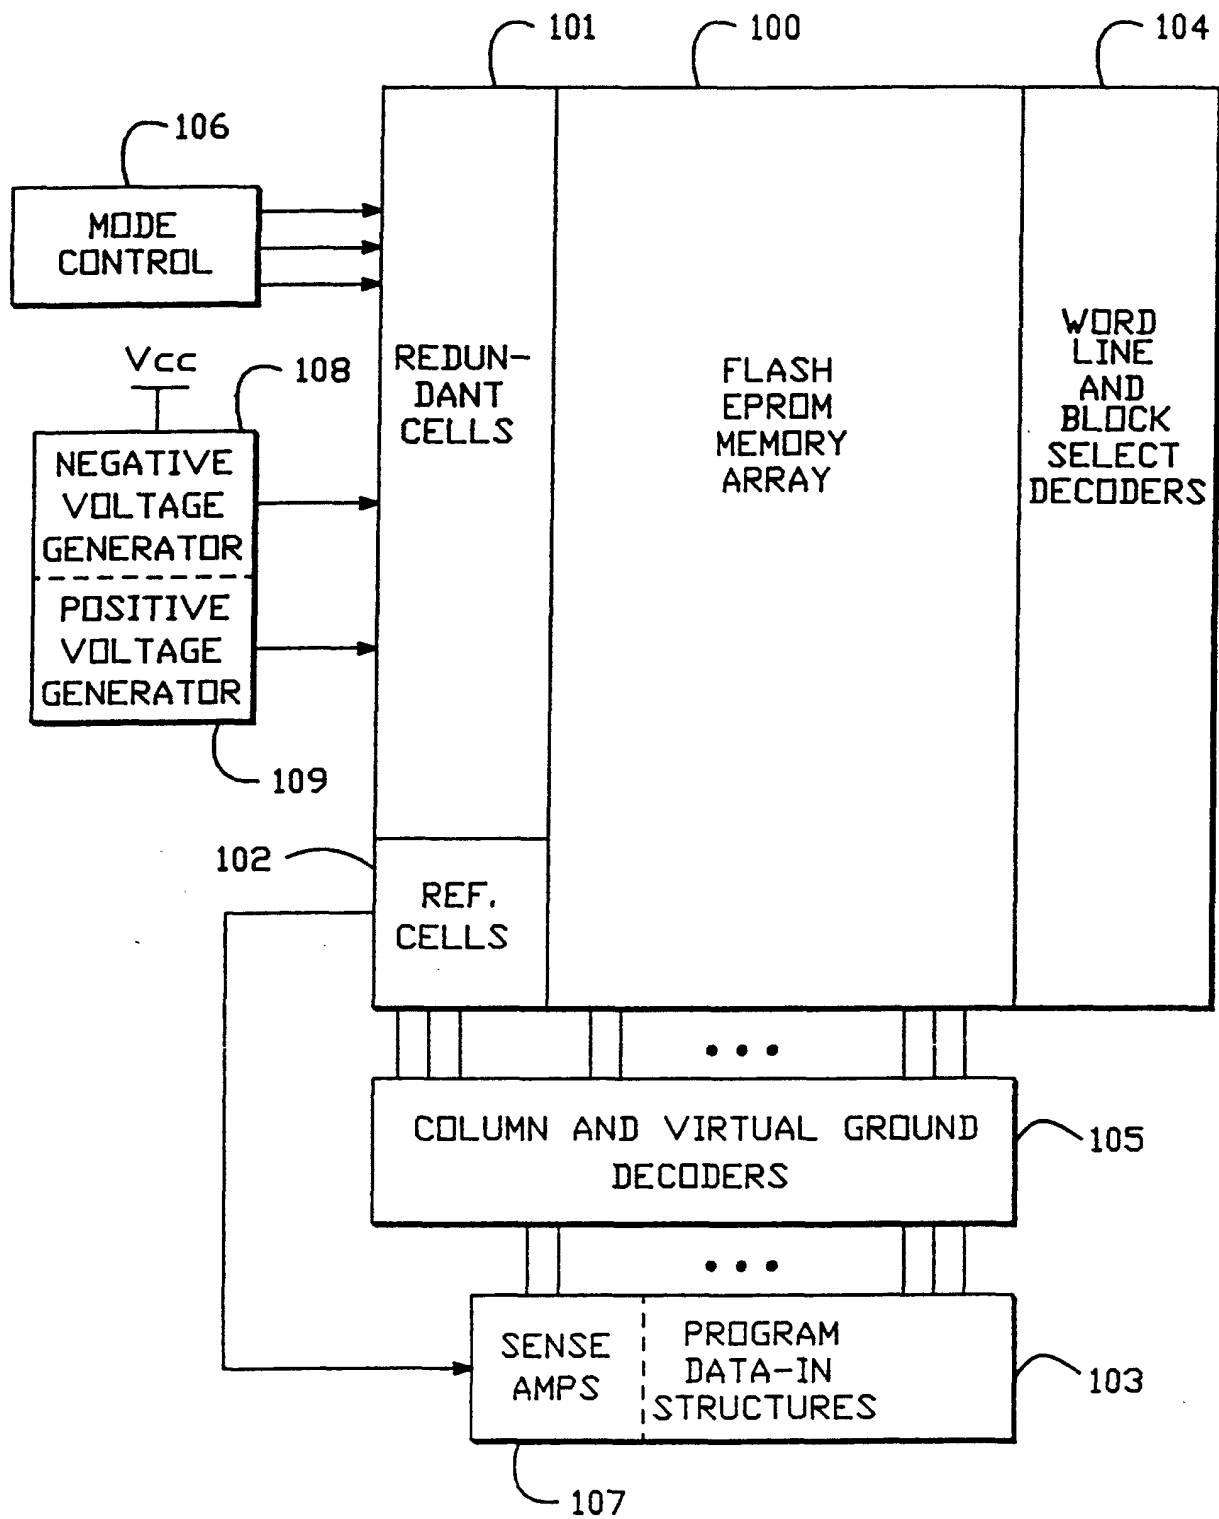 101
100
104
106
MODE
CONTROL
Vcc
108
NEGATIVE
VOLTAGE
GENERATOR
POSITIVE
VOLTAGE
GENERATOR
109
REDUN-
DANT
CELLS
FLASH
EPROM
MEMORY
ARRAY
WORD
LINE
AND
BLOCK
SELECT
DECODERS
102
REF.
CELLS
COLUMN AND VIRTUAL GROUND
DECODERS
105
SENSE
AMPS
PROGRAM
DATA-IN
STRUCTURES
103
107